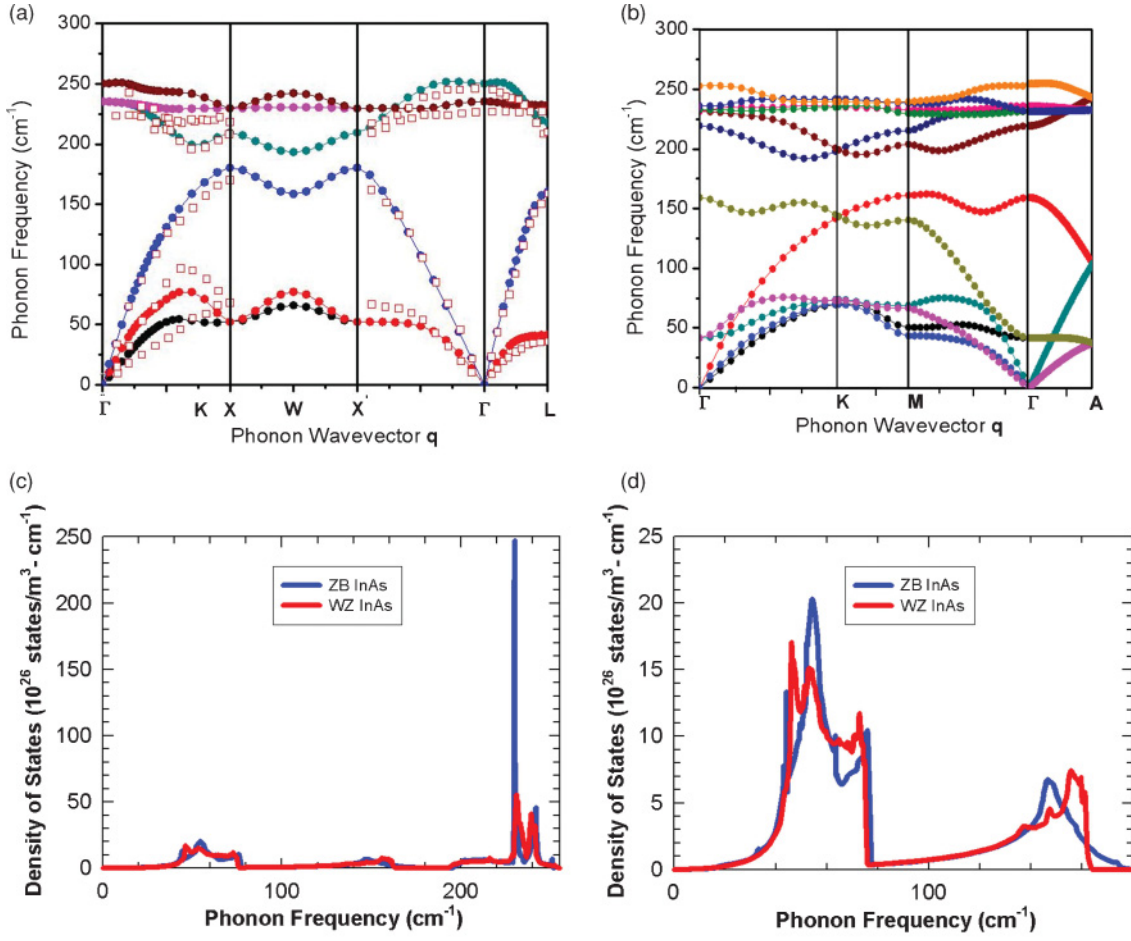 (a)
300
250
200
150
100
50
0
Phonon Frequency (cm⁻¹)
Γ K X W X' Γ L
Phonon Wavevector q
(b)
300
250
200
150
100
50
0
Phonon Frequency (cm⁻¹)
Γ K M Γ A
Phonon Wavevector q
(c)
250
200
150
100
50
0
Density of States (10²⁶ states/m³- cm⁻¹)
ZB InAs
WZ InAs
0 100 200
Phonon Frequency (cm⁻¹)
(d)
25
20
15
10
5
0
Density of States (10²⁶ states/m³- cm⁻¹)
ZB InAs
WZ InAs
0 100
Phonon Frequency (cm⁻¹)